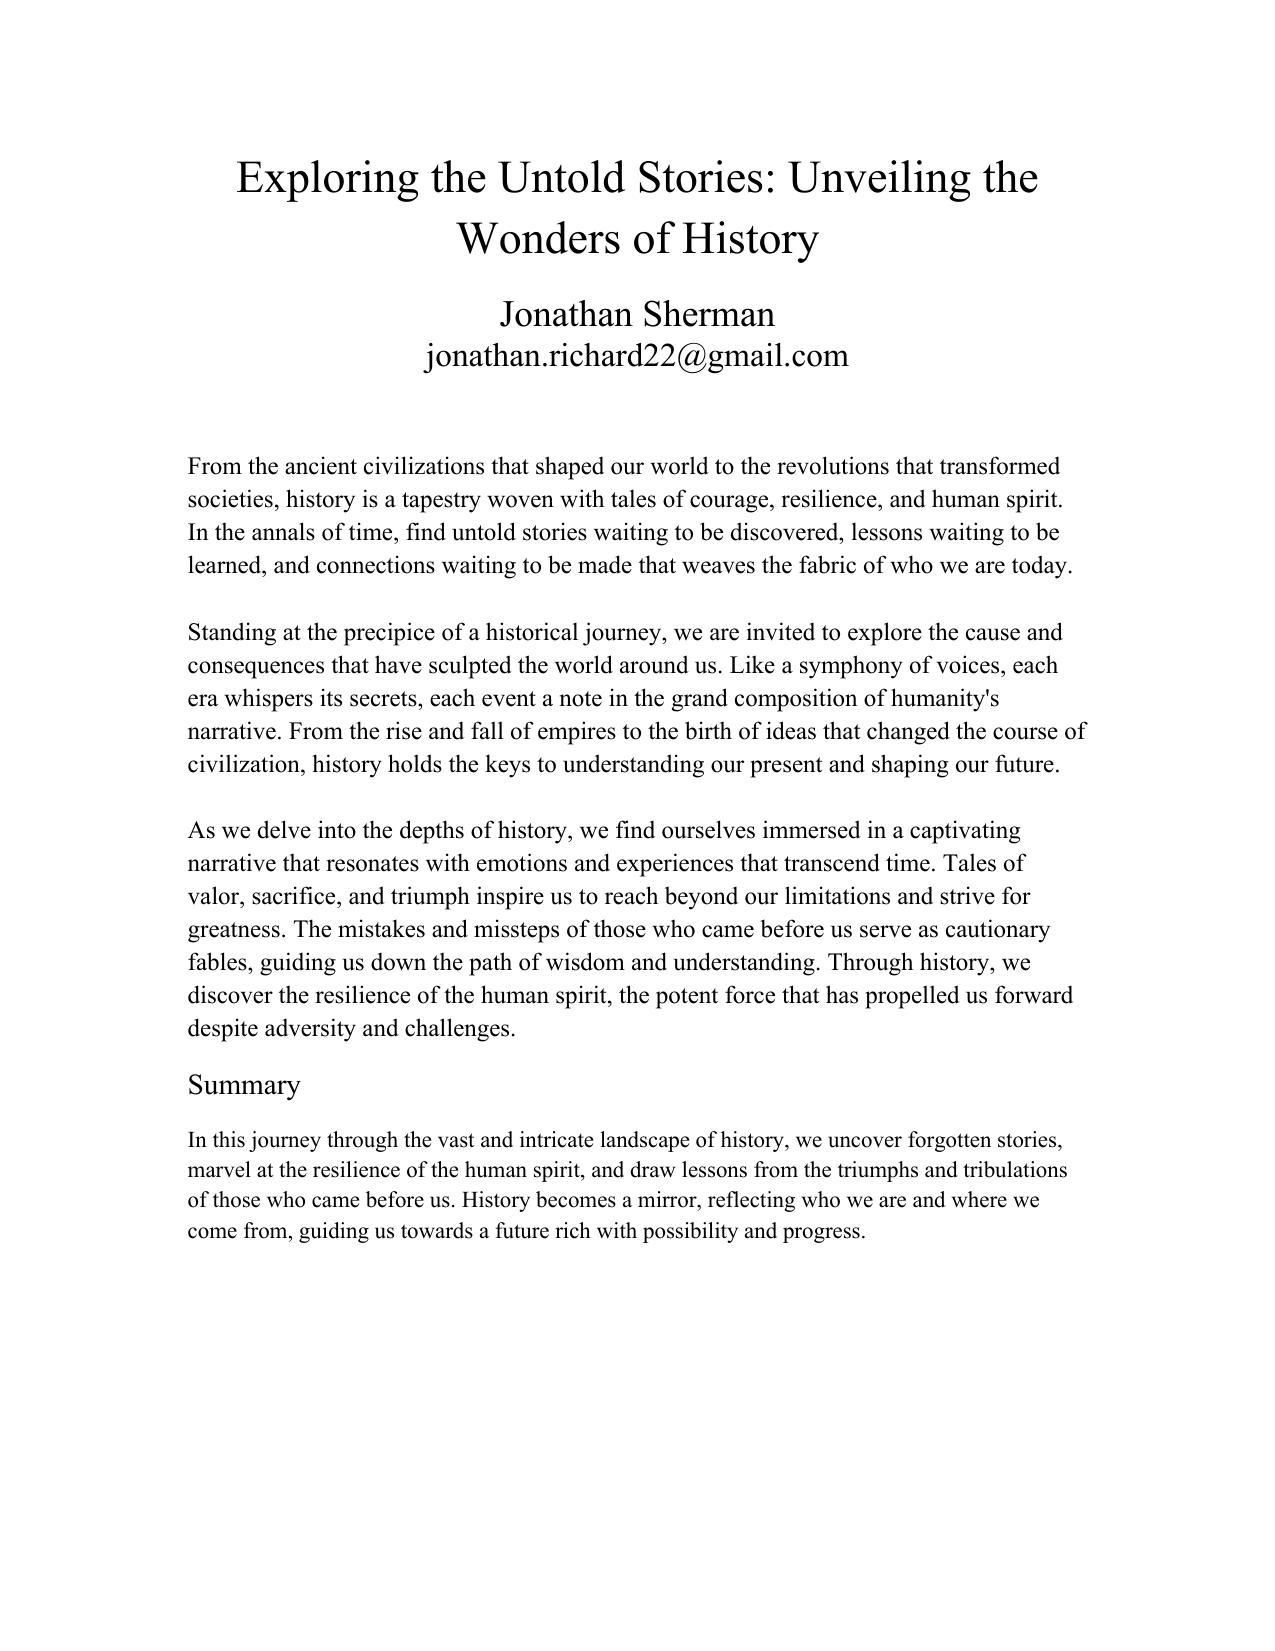 Exploring the Untold Stories: Unveiling the
Wonders of History
Jonathan Sherman
jonathan.richard22@gmail.com
From the ancient civilizations that shaped our world to the revolutions that transformed
societies, history is a tapestry woven with tales of courage, resilience, and human spirit.
In the annals of time, find untold stories waiting to be discovered, lessons waiting to be
learned, and connections waiting to be made that weaves the fabric of who we are today.
Standing at the precipice of a historical journey, we are invited to explore the cause and
consequences that have sculpted the world around us. Like a symphony of voices, each
era whispers its secrets, each event a note in the grand composition of humanity's
narrative. From the rise and fall of empires to the birth of ideas that changed the course of
civilization, history holds the keys to understanding our present and shaping our future.
As we delve into the depths of history, we find ourselves immersed in a captivating
narrative that resonates with emotions and experiences that transcend time. Tales of
valor, sacrifice, and triumph inspire us to reach beyond our limitations and strive for
greatness. The mistakes and missteps of those who came before us serve as cautionary
fables, guiding us down the path of wisdom and understanding. Through history, we
discover the resilience of the human spirit, the potent force that has propelled us forward
despite adversity and challenges.
Summary
In this journey through the vast and intricate landscape of history, we uncover forgotten stories,
marvel at the resilience of the human spirit, and draw lessons from the triumphs and tribulations
of those who came before us. History becomes a mirror, reflecting who we are and where we
come from, guiding us towards a future rich with possibility and progress.